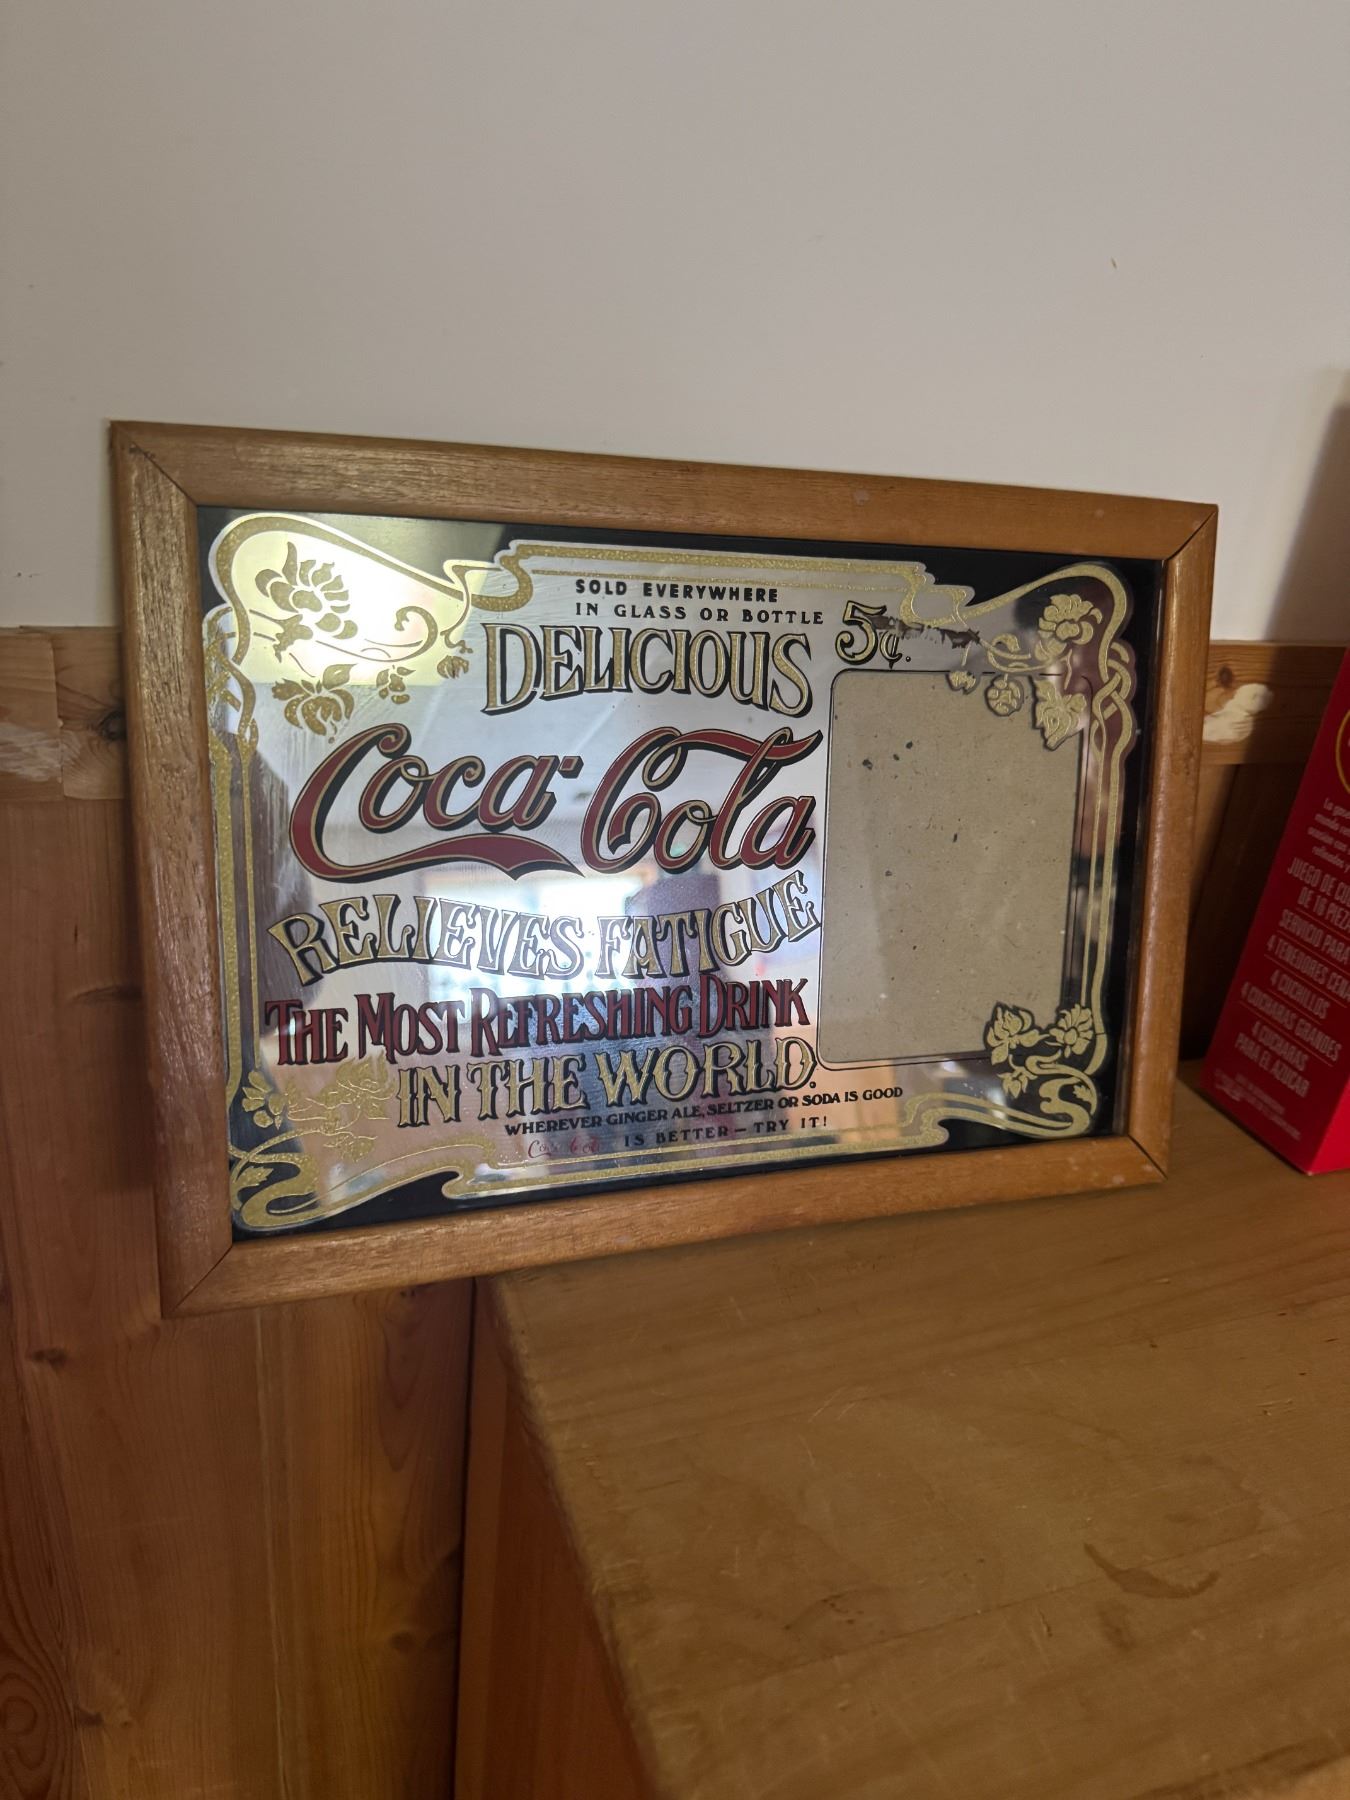 SOLD EVERYWHERE
IN GLASS OR BOTTLE
5¢.
DELICIOUS
Coca-Cola
RELIEVES FATIGUE
THE MOST REFRESHING DRINK
IN THE WORLD.
WHEREVER GINGER ALE, SELTZER OR SODA IS GOOD
Coca-Cola IS BETTER – TRY IT!
JUEGO DE
DE 16
SERVICIO PARA
4 TENEDORES
4 CUCHILLOS
4 CUCHARAS GRANDES
4 CUCHARAS
PARA EL AZUCAR